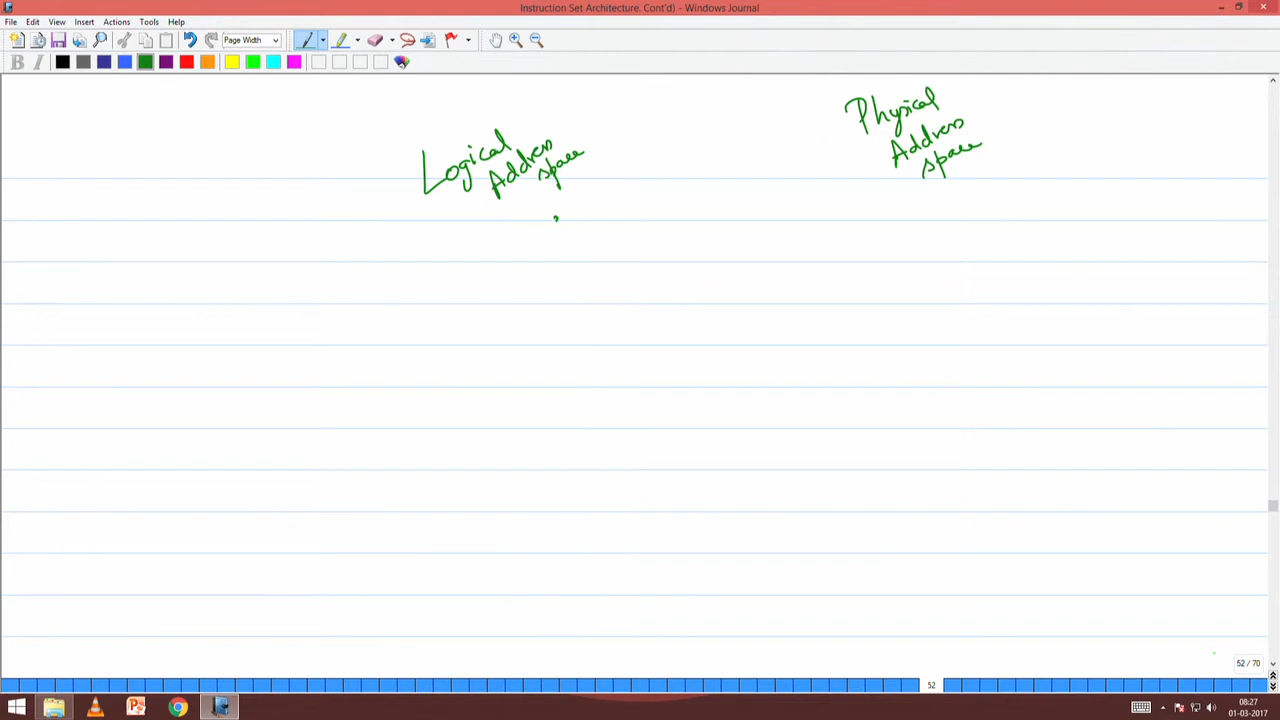 Instruction Set Architecture. Cont'd) - Windows Journal
File Edit View Insert Actions Tools Help
Page Width
B I
Physical
Address
space
Logical
Address
space
52 / 70
52
08:27
01-03-2017